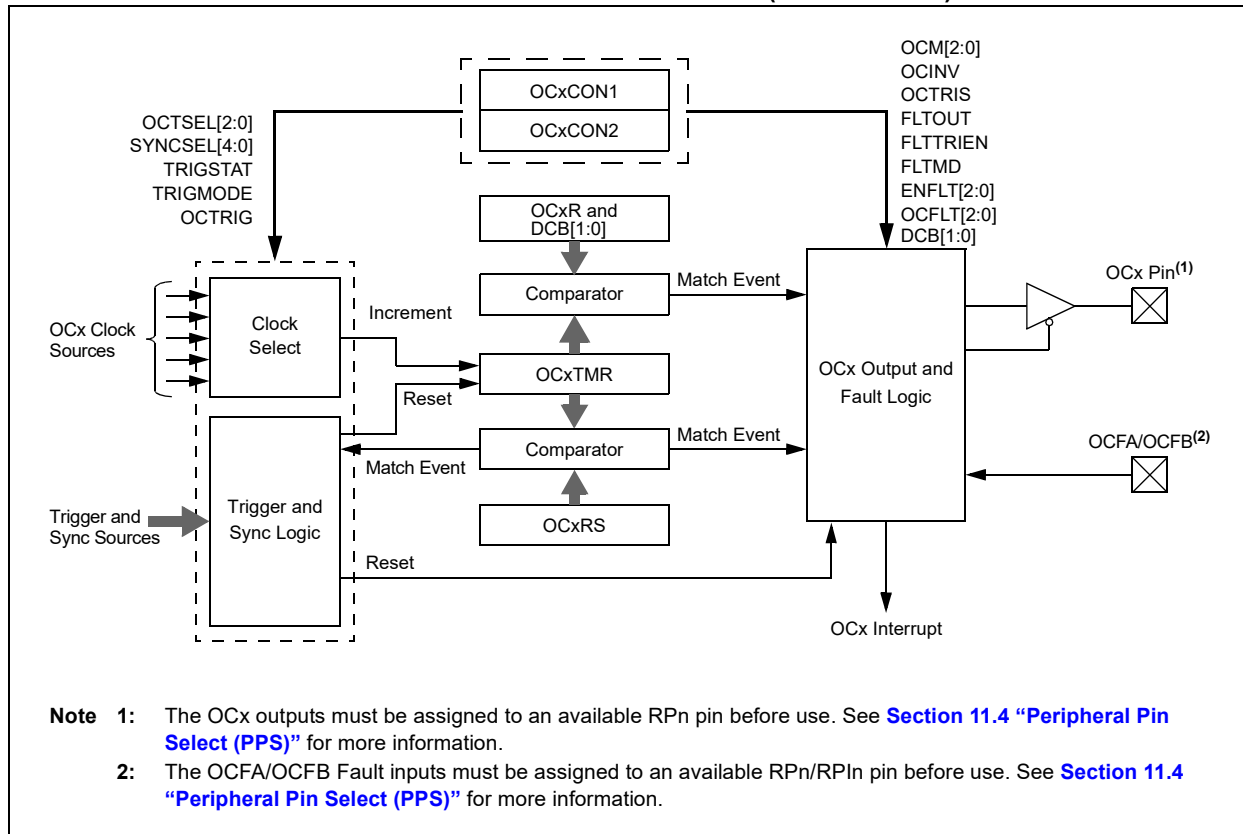 OCxCON1
OCxCON2
OCTSEL[2:0]
SYNCSEL[4:0]
TRIGSTAT
TRIGMODE
OCTRIG
OCM[2:0]
OCINV
OCTRIS
FLTOUT
FLTTRIEN
FLTMD
ENFLT[2:0]
OCFLT[2:0]
DCB[1:0]
OCxR and
DCB[1:0]
Comparator
Match Event
OCx Pin(1)
OCx Clock
Sources
Clock
Select
Increment
OCxTMR
Reset
OCx Output and
Fault Logic
Comparator
Match Event
Match Event
OCFA/OCFB(2)
Trigger and
Sync Sources
Trigger and
Sync Logic
OCxRS
Reset
OCx Interrupt
Note 1: The OCx outputs must be assigned to an available RPn pin before use. See Section 11.4 “Peripheral Pin
Select (PPS)” for more information.
2: The OCFA/OCFB Fault inputs must be assigned to an available RPn/RPIn pin before use. See Section 11.4
“Peripheral Pin Select (PPS)” for more information.